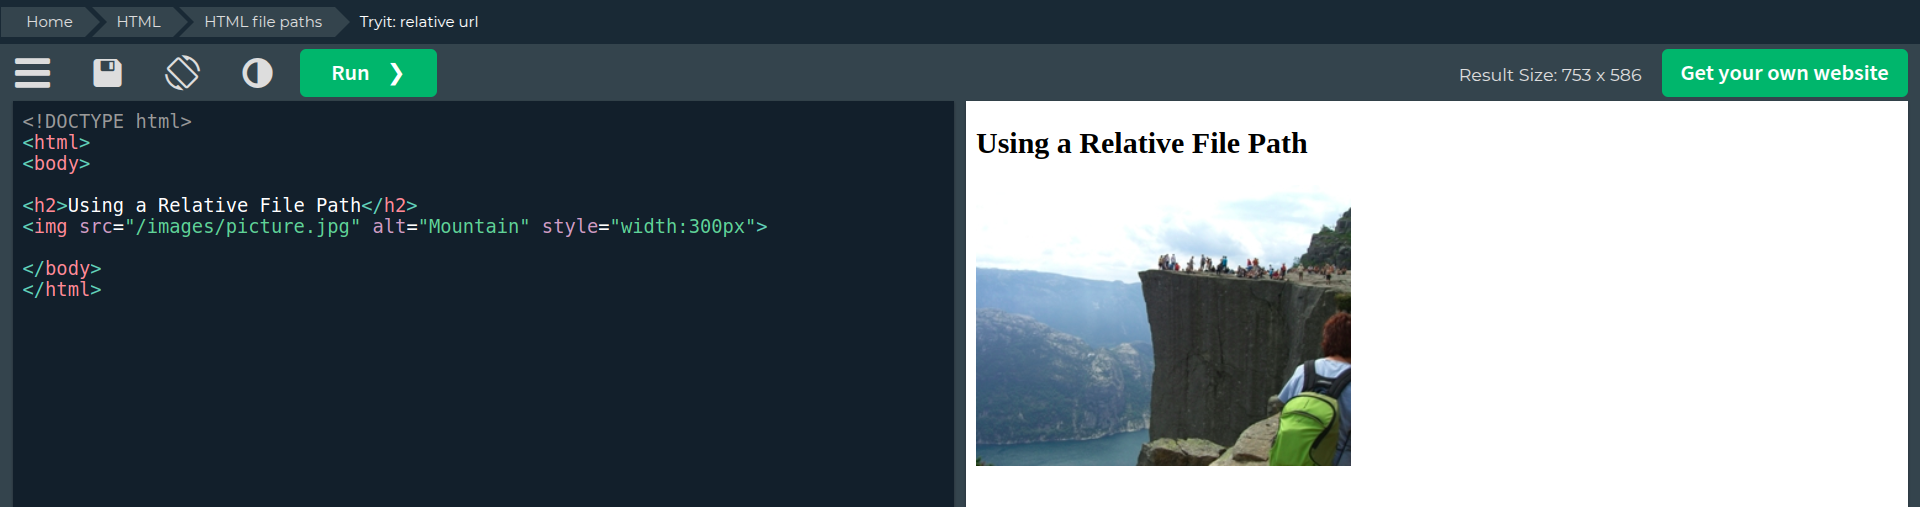 Home HTML HTML file paths Tryit: relative url
Run ❯ Result Size: 753 x 586 Get your own website
<!DOCTYPE html>
<html>
<body>
<h2>Using a Relative File Path</h2>
<img src="/images/picture.jpg" alt="Mountain" style="width:300px">
</body>
</html>
Using a Relative File Path